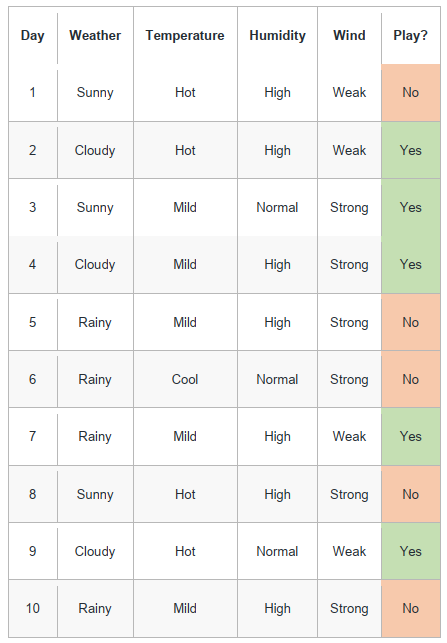 Day Weather Temperature Humidity Wind Play?
1 Sunny Hot High Weak No
2 Cloudy Hot High Weak Yes
3 Sunny Mild Normal Strong Yes
4 Cloudy Mild High Strong Yes
5 Rainy Mild High Strong No
6 Rainy Cool Normal Strong No
7 Rainy Mild High Weak Yes
8 Sunny Hot High Strong No
9 Cloudy Hot Normal Weak Yes
10 Rainy Mild High Strong No